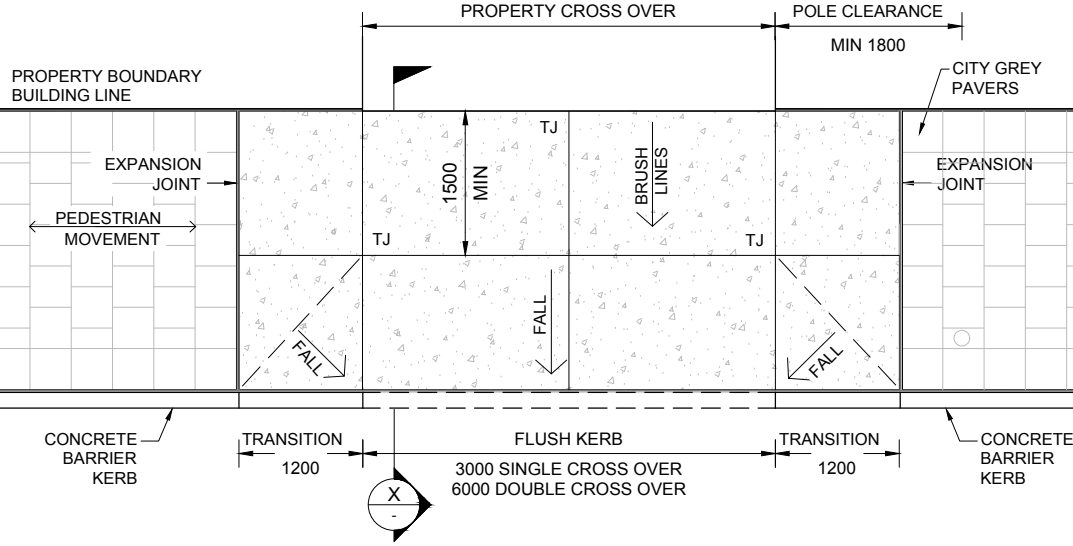 PROPERTY CROSS OVER
POLE CLEARANCE
MIN 1800
PROPERTY BOUNDARY
BUILDING LINE
CITY GREY
PAVERS
TJ
EXPANSION
JOINT
1500
MIN
BRUSH
LINES
EXPANSION
JOINT
PEDESTRIAN
MOVEMENT
TJ
TJ
FALL
FALL
FALL
CONCRETE
BARRIER
KERB
TRANSITION
1200
FLUSH KERB
3000 SINGLE CROSS OVER
6000 DOUBLE CROSS OVER
TRANSITION
1200
CONCRETE
BARRIER
KERB
X
-